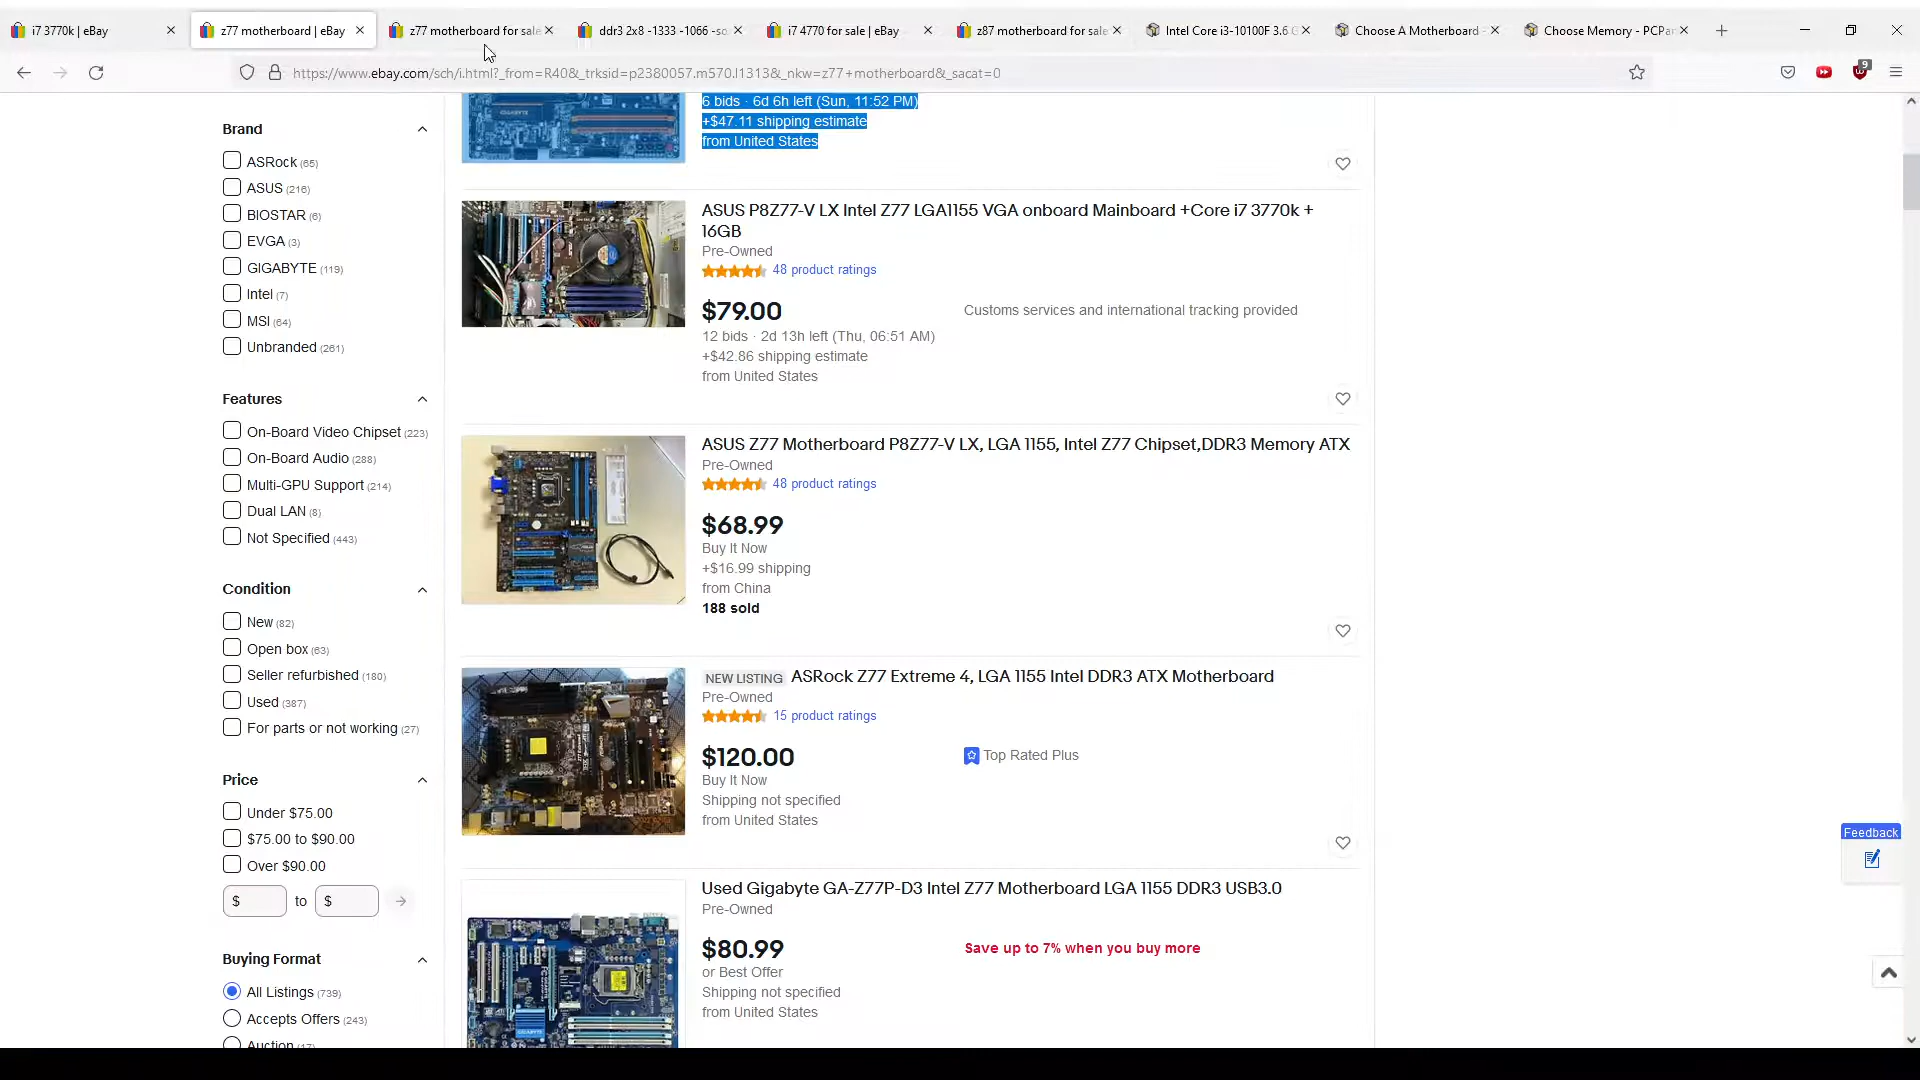 i7 3770k | eBay
z77 motherboard | eBay
z77 motherboard for sale
ddr3 2x8 -1333 -1066 -so
i7 4770 for sale | eBay
z87 motherboard for sale
Intel Core i3-10100F 3.6 G
Choose A Motherboard -
Choose Memory - PCPar
https://www.ebay.com/sch/i.html?_from=R40&_trksid=p2380057.m570.l1313&_nkw=z77+motherboard&_sacat=0
9
Brand
ASRock (65)
ASUS (216)
BIOSTAR (6)
EVGA (3)
GIGABYTE (119)
Intel (7)
MSI (64)
Unbranded (261)
Features
On-Board Video Chipset (223)
On-Board Audio (288)
Multi-GPU Support (214)
Dual LAN (8)
Not Specified (443)
Condition
New (82)
Open box (63)
Seller refurbished (180)
Used (387)
For parts or not working (27)
Price
Under $75.00
$75.00 to $90.00
Over $90.00
$ to $
Buying Format
All Listings (739)
Accepts Offers (243)
Auction (17)
6 bids · 6d 6h left (Sun, 11:52 PM)
+$47.11 shipping estimate
from United States
ASUS P8Z77-V LX Intel Z77 LGA1155 VGA onboard Mainboard +Core i7 3770k +
16GB
Pre-Owned
48 product ratings
$79.00
Customs services and international tracking provided
12 bids · 2d 13h left (Thu, 06:51 AM)
+$42.86 shipping estimate
from United States
ASUS Z77 Motherboard P8Z77-V LX, LGA 1155, Intel Z77 Chipset,DDR3 Memory ATX
Pre-Owned
48 product ratings
$68.99
Buy It Now
+$16.99 shipping
from China
188 sold
NEW LISTING ASRock Z77 Extreme 4, LGA 1155 Intel DDR3 ATX Motherboard
Pre-Owned
15 product ratings
$120.00
Top Rated Plus
Buy It Now
Shipping not specified
from United States
Used Gigabyte GA-Z77P-D3 Intel Z77 Motherboard LGA 1155 DDR3 USB3.0
Pre-Owned
$80.99
Save up to 7% when you buy more
or Best Offer
Shipping not specified
from United States
Feedback